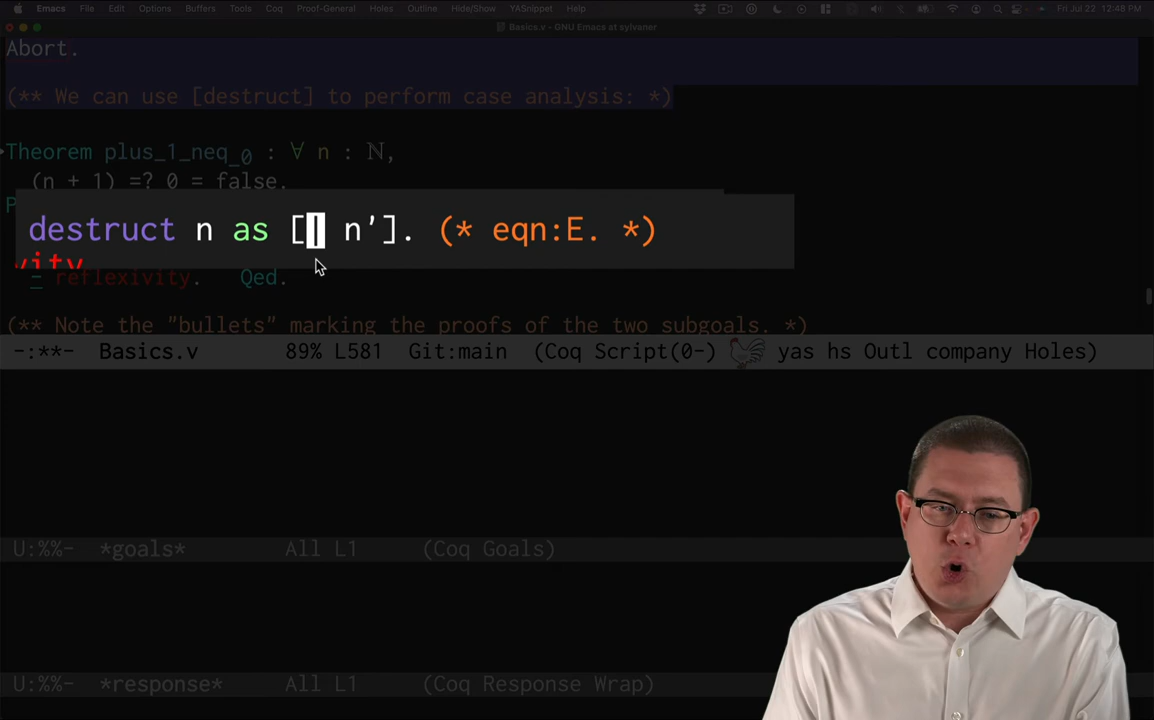 Emacs File Edit Options Buffers Tools Coq Proof-General Holes Outline Hide/Show YASnippet Help Fri Jul 22 12:48 PM
Basics.v - GNU Emacs at sylvaner
Abort.
(** We can use [destruct] to perform case analysis: *)
Theorem plus_1_neq_0 : ∀ n : ℕ,
(n + 1) =? 0 = false.
P
destruct n as [| n']. (* eqn:E. *)
vity
- reflexivity. Qed.
(** Note the "bullets" marking the proofs of the two subgoals. *)
-:**- Basics.v 89% L581 Git:main (Coq Script(0-) yas hs Outl company Holes)
U:%%- *goals* All L1 (Coq Goals)
U:%%- *response* All L1 (Coq Response Wrap)